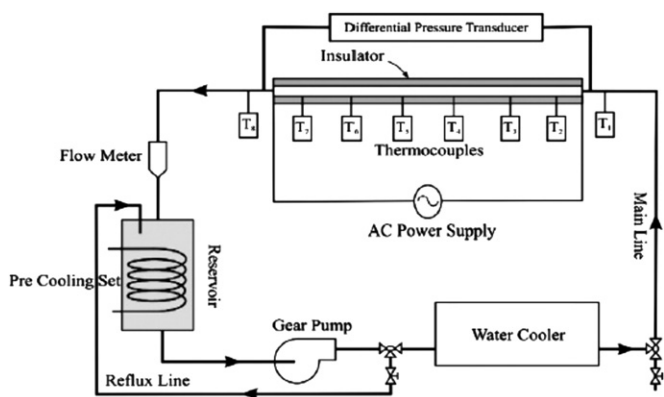 Differential Pressure Transducer
Insulator
T8
T7
T6
T5
T4
T3
T2
T1
Thermocouples
Flow Meter
AC Power Supply
Main Line
Reservoir
Pre Cooling Set
Gear Pump
Water Cooler
Reflux Line